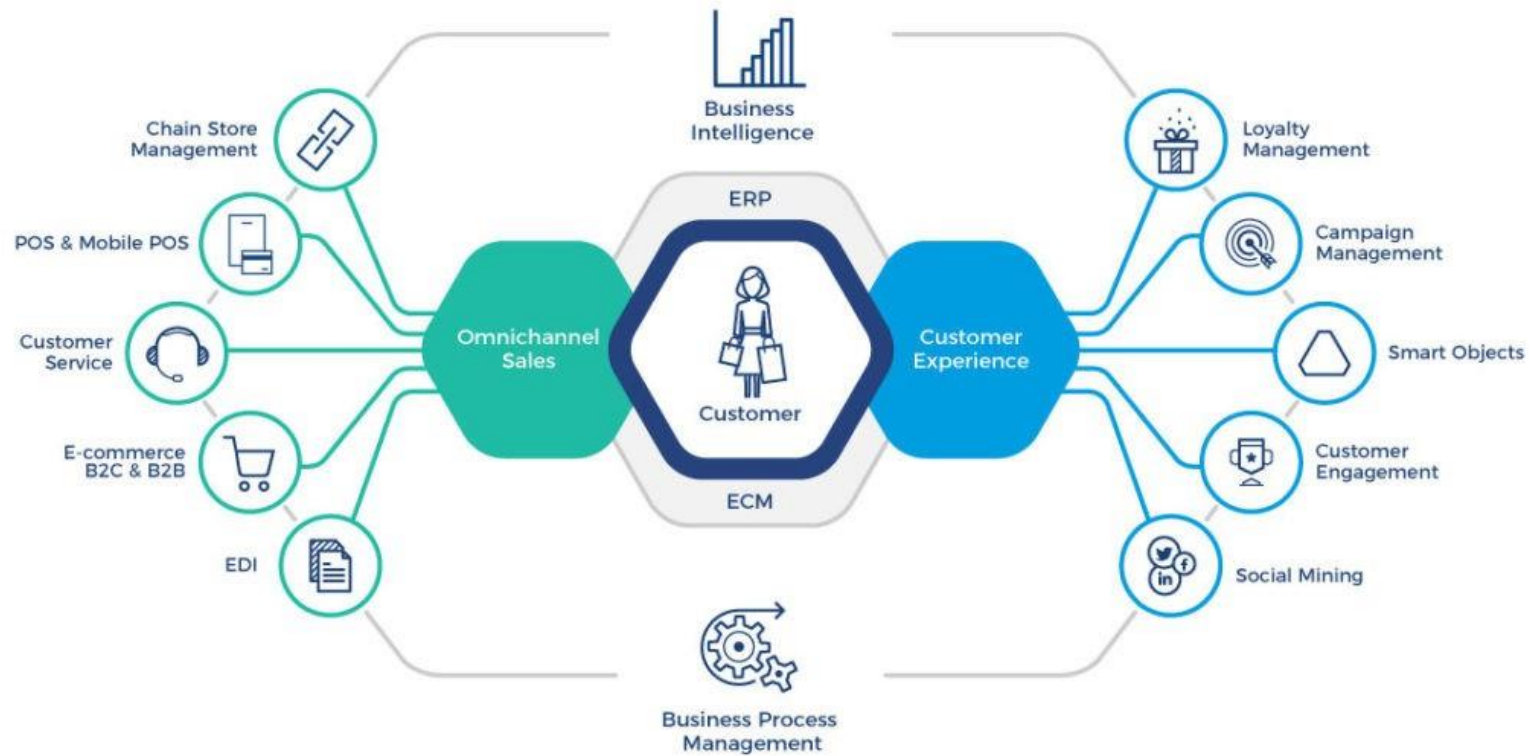 Business
Intelligence
Chain Store
Management
POS & Mobile POS
Customer
Service
E-commerce
B2C & B2B
EDI
Omnichannel
Sales
ERP
Customer
ECM
Customer
Experience
Loyalty
Management
Campaign
Management
Smart Objects
Customer
Engagement
in
f
Social Mining
Business Process
Management